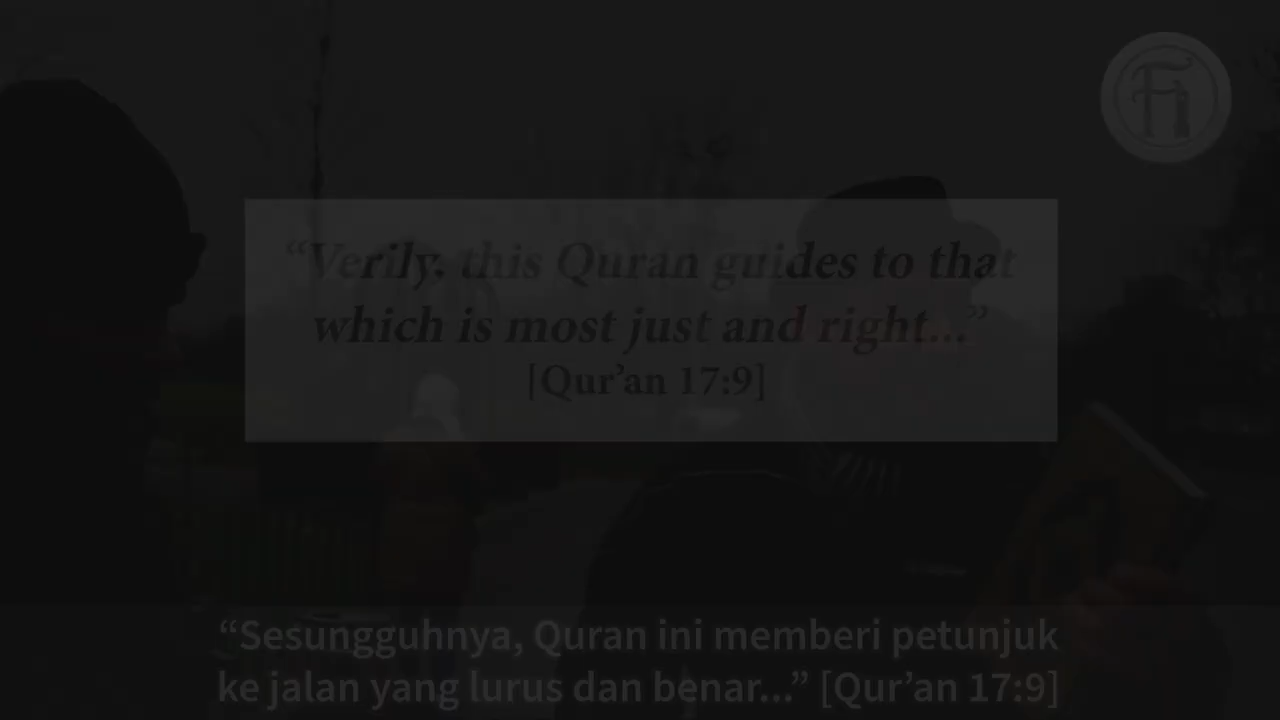 “Verily, this Quran guides to that
which is most just and right...”
[Qur’an 17:9]
“Sesungguhnya, Quran ini memberi petunjuk
ke jalan yang lurus dan benar...” [Qur’an 17:9]